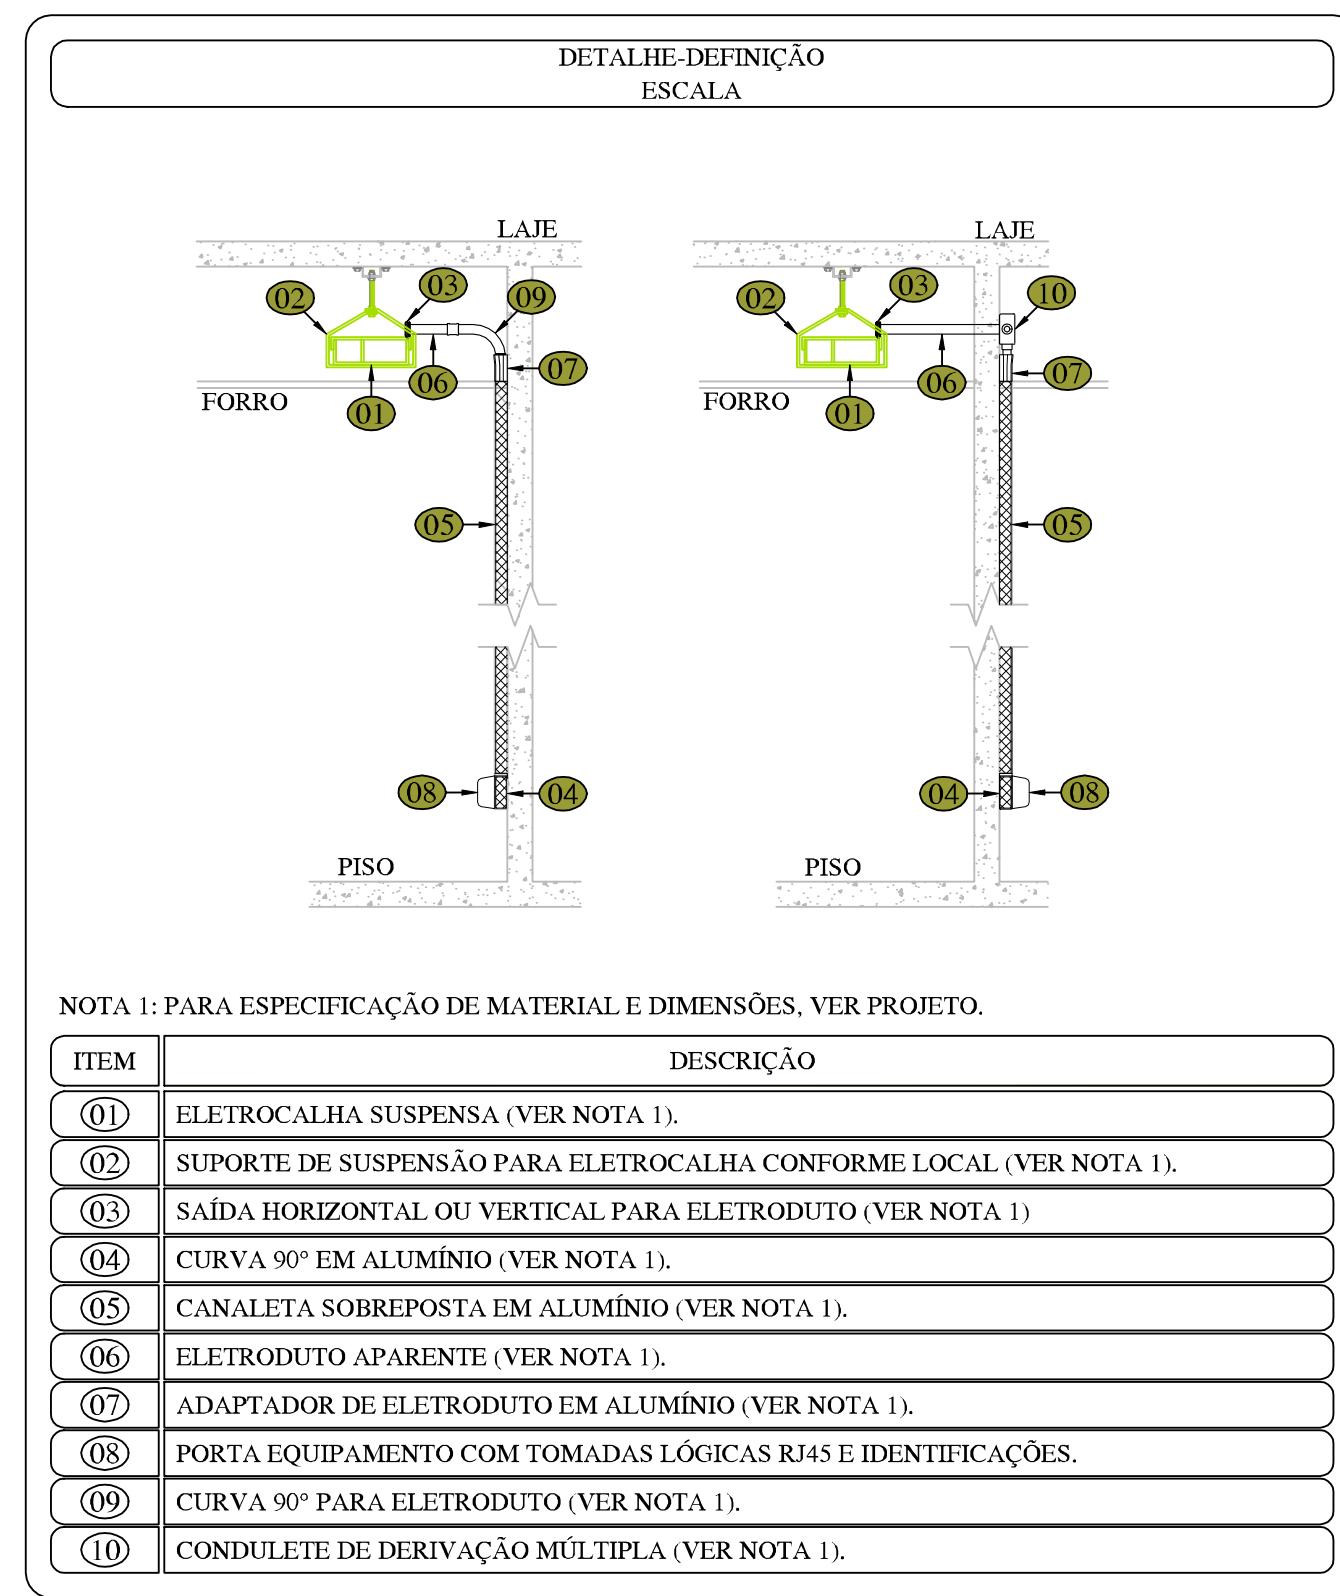 DETALHE-DEFINIÇÃO
ESCALA
LAJE
02
03
09
07
06
01
FORRO
05
08
04
PISO
LAJE
02
03
10
07
06
01
FORRO
05
04
08
PISO
NOTA 1: PARA ESPECIFICAÇÃO DE MATERIAL E DIMENSÕES, VER PROJETO.
ITEM DESCRIÇÃO
01 ELETROCALHA SUSPENSA (VER NOTA 1).
02 SUPORTE DE SUSPENSÃO PARA ELETROCALHA CONFORME LOCAL (VER NOTA 1).
03 SAÍDA HORIZONTAL OU VERTICAL PARA ELETRODUTO (VER NOTA 1)
04 CURVA 90° EM ALUMÍNIO (VER NOTA 1).
05 CANALETA SOBREPOSTA EM ALUMÍNIO (VER NOTA 1).
06 ELETRODUTO APARENTE (VER NOTA 1).
07 ADAPTADOR DE ELETRODUTO EM ALUMÍNIO (VER NOTA 1).
08 PORTA EQUIPAMENTO COM TOMADAS LÓGICAS RJ45 E IDENTIFICAÇÕES.
09 CURVA 90° PARA ELETRODUTO (VER NOTA 1).
10 CONDULETE DE DERIVAÇÃO MÚLTIPLA (VER NOTA 1).